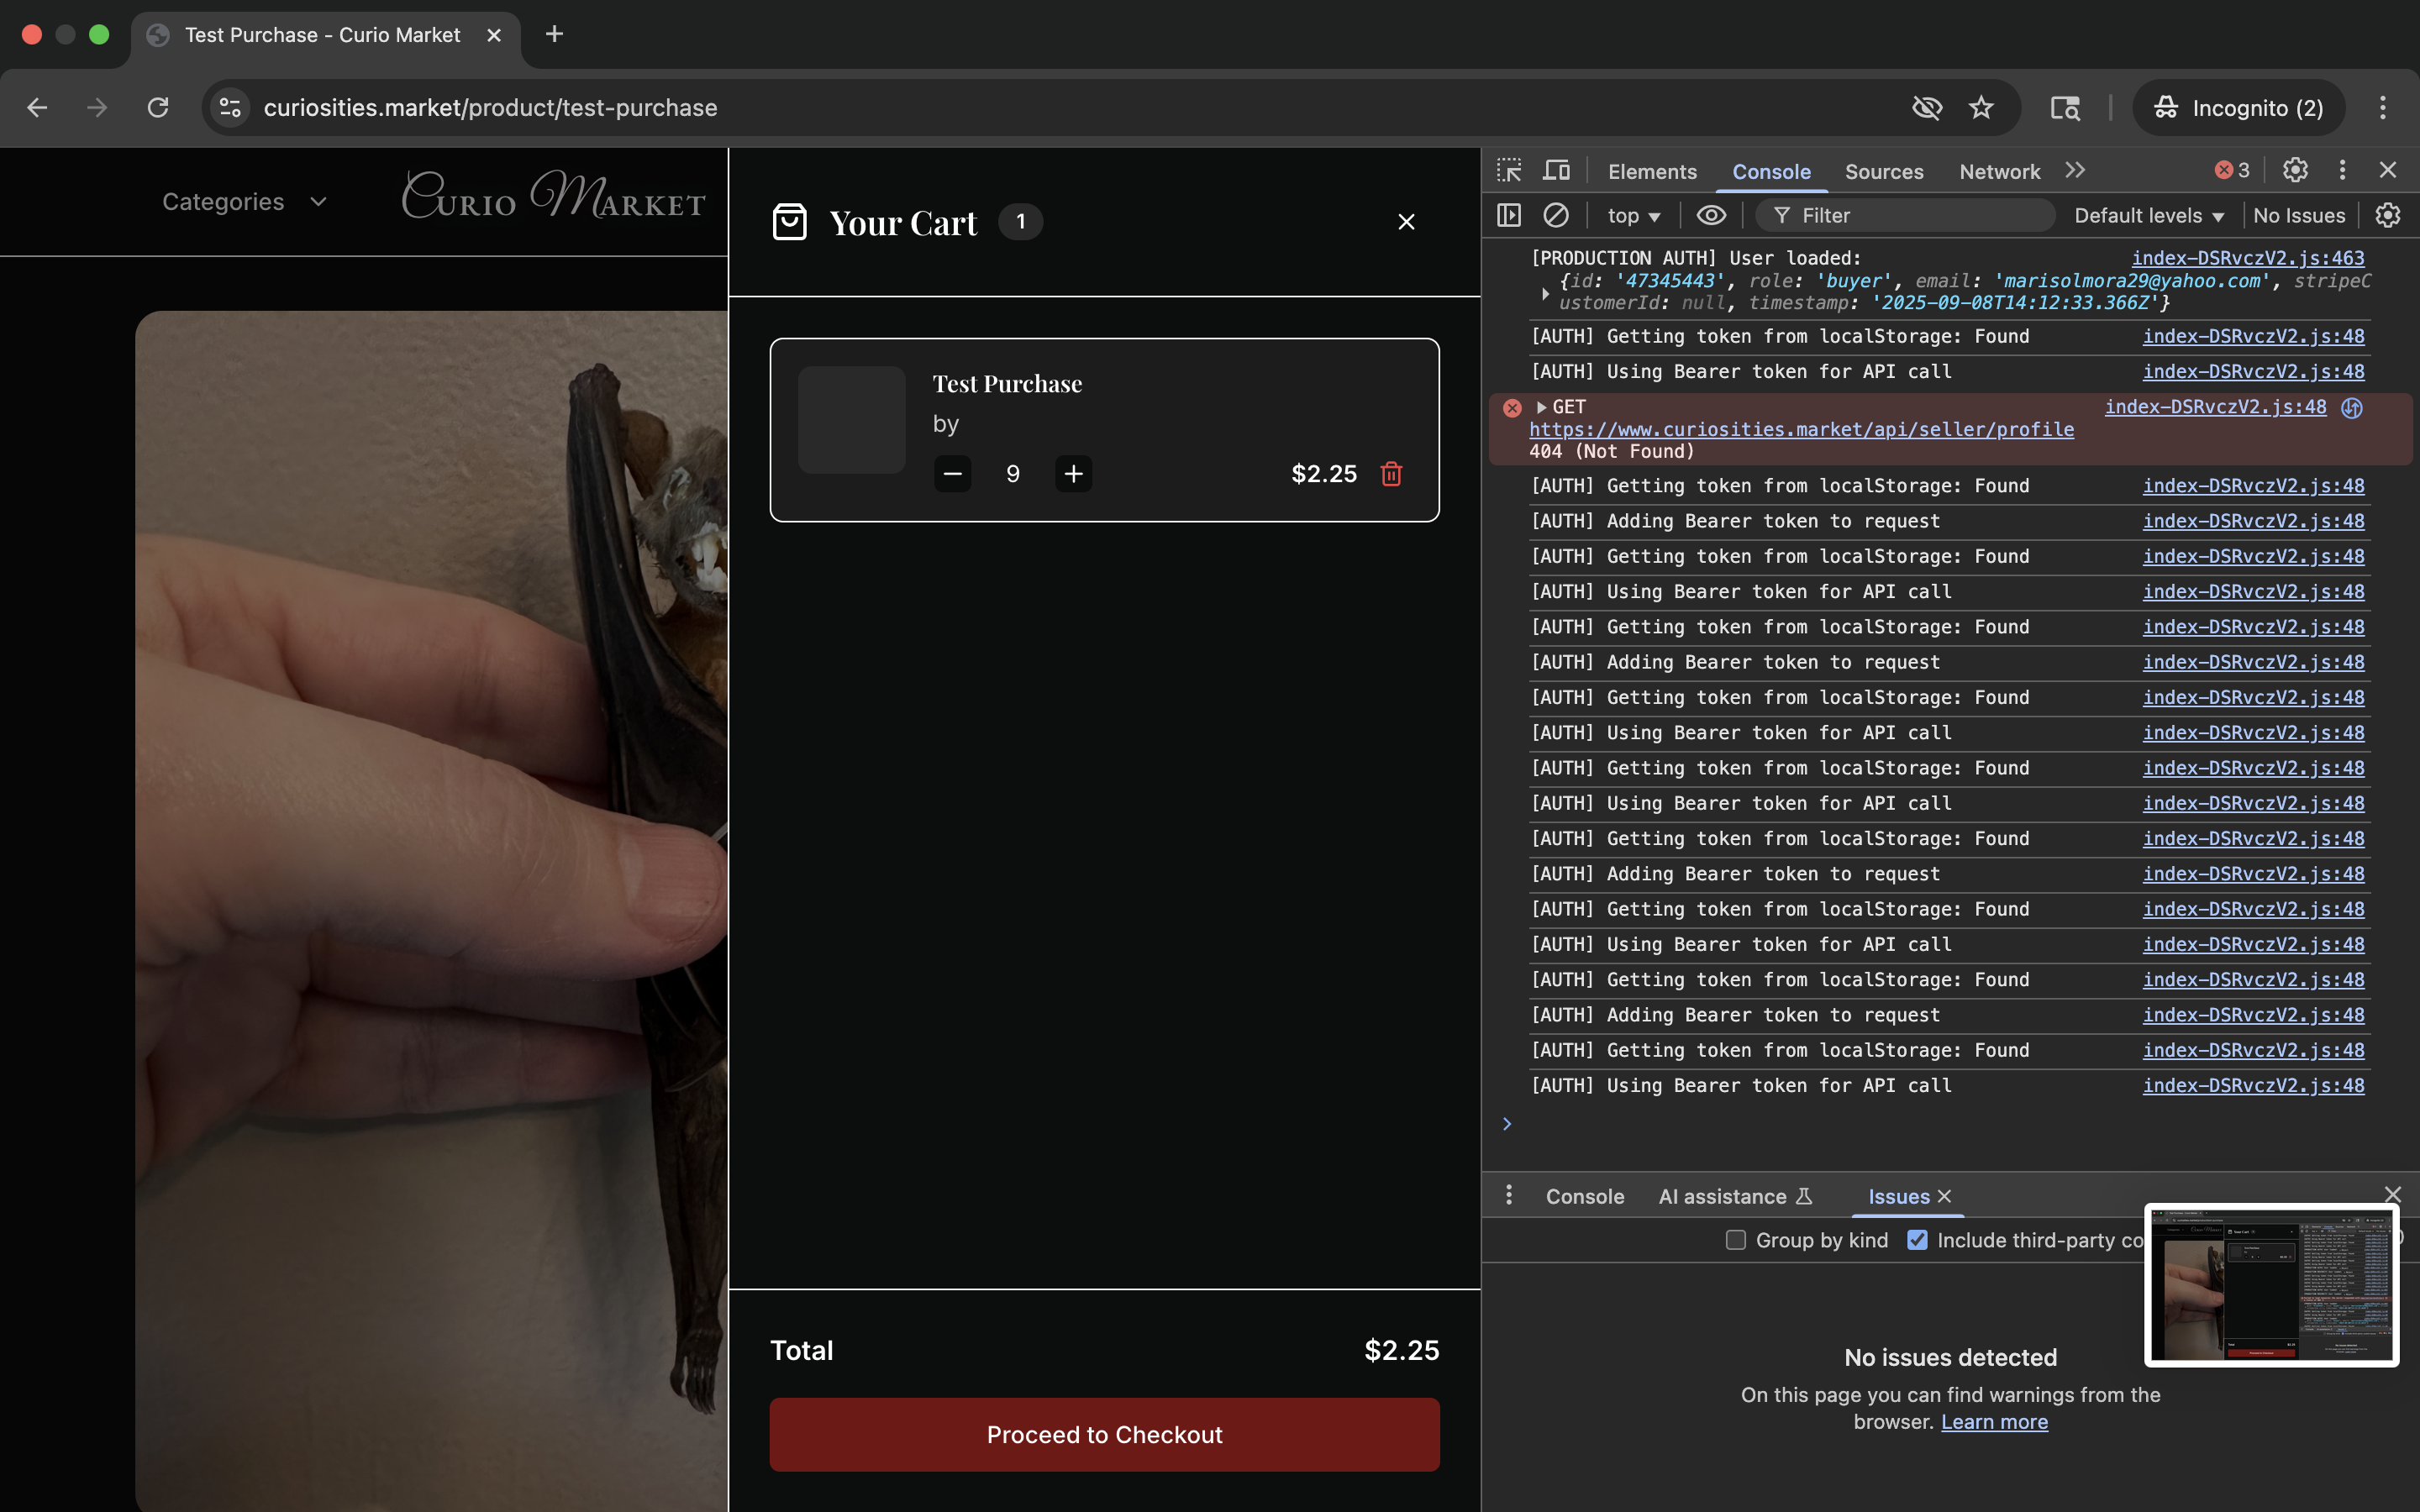 Test Purchase - Curio Market
curiosities.market/product/test-purchase
Incognito (2)
Categories
Curio Market
Your Cart 1
Test Purchase
by
9
$2.25
Total
$2.25
Proceed to Checkout
Elements Console Sources Network 3
top Filter Default levels No Issues
[PRODUCTION AUTH] User loaded: index-DSRvczV2.js:463
{id: '47345443', role: 'buyer', email: 'marisolmora29@yahoo.com', stripeC
ustomerId: null, timestamp: '2025-09-08T14:12:33.366Z'}
[AUTH] Getting token from localStorage: Found index-DSRvczV2.js:48
[AUTH] Using Bearer token for API call index-DSRvczV2.js:48
GET index-DSRvczV2.js:48
https://www.curiosities.market/api/seller/profile
404 (Not Found)
[AUTH] Getting token from localStorage: Found index-DSRvczV2.js:48
[AUTH] Adding Bearer token to request index-DSRvczV2.js:48
[AUTH] Getting token from localStorage: Found index-DSRvczV2.js:48
[AUTH] Using Bearer token for API call index-DSRvczV2.js:48
[AUTH] Getting token from localStorage: Found index-DSRvczV2.js:48
[AUTH] Adding Bearer token to request index-DSRvczV2.js:48
[AUTH] Getting token from localStorage: Found index-DSRvczV2.js:48
[AUTH] Using Bearer token for API call index-DSRvczV2.js:48
[AUTH] Getting token from localStorage: Found index-DSRvczV2.js:48
[AUTH] Using Bearer token for API call index-DSRvczV2.js:48
[AUTH] Getting token from localStorage: Found index-DSRvczV2.js:48
[AUTH] Adding Bearer token to request index-DSRvczV2.js:48
[AUTH] Getting token from localStorage: Found index-DSRvczV2.js:48
[AUTH] Using Bearer token for API call index-DSRvczV2.js:48
[AUTH] Getting token from localStorage: Found index-DSRvczV2.js:48
[AUTH] Adding Bearer token to request index-DSRvczV2.js:48
[AUTH] Getting token from localStorage: Found index-DSRvczV2.js:48
[AUTH] Using Bearer token for API call index-DSRvczV2.js:48
Console AI assistance Issues
Group by kind Include third-party co
No issues detected
On this page you can find warnings from the
browser. Learn more